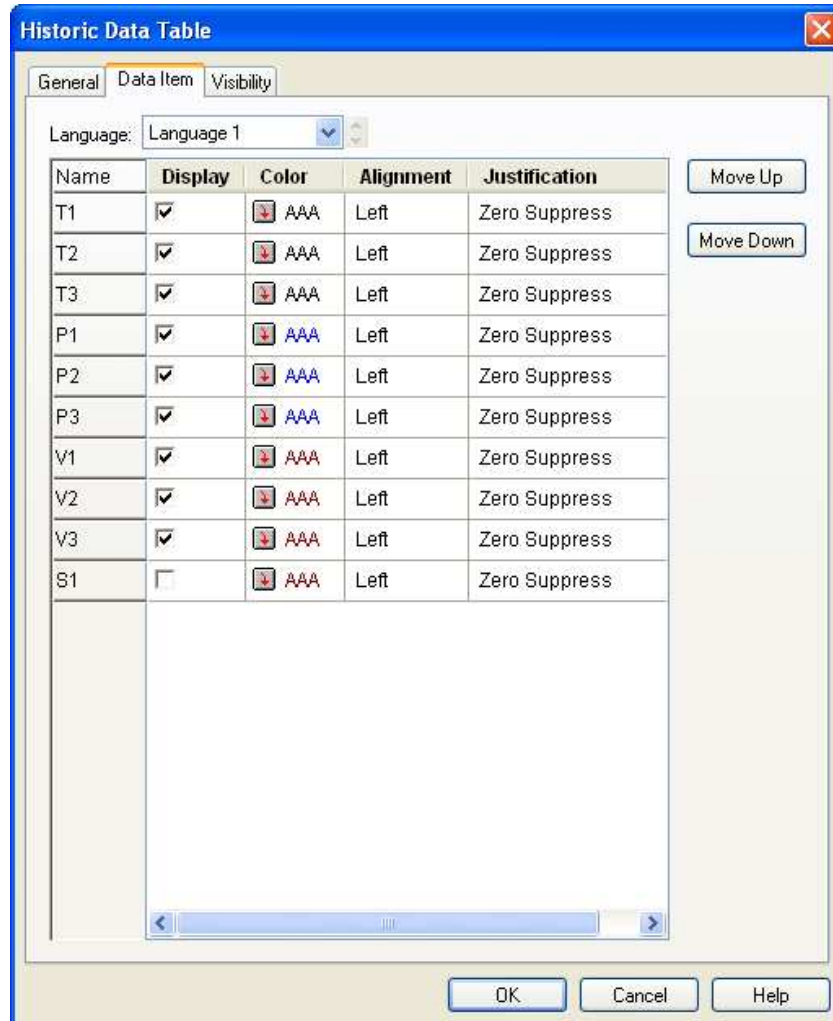 Historic Data Table
General Data Item Visibility
Language: Language 1
Name Display Color Alignment Justification
T1 AAA Left Zero Suppress
T2 AAA Left Zero Suppress
T3 AAA Left Zero Suppress
P1 AAA Left Zero Suppress
P2 AAA Left Zero Suppress
P3 AAA Left Zero Suppress
V1 AAA Left Zero Suppress
V2 AAA Left Zero Suppress
V3 AAA Left Zero Suppress
S1 AAA Left Zero Suppress
Move Up
Move Down
OK Cancel Help